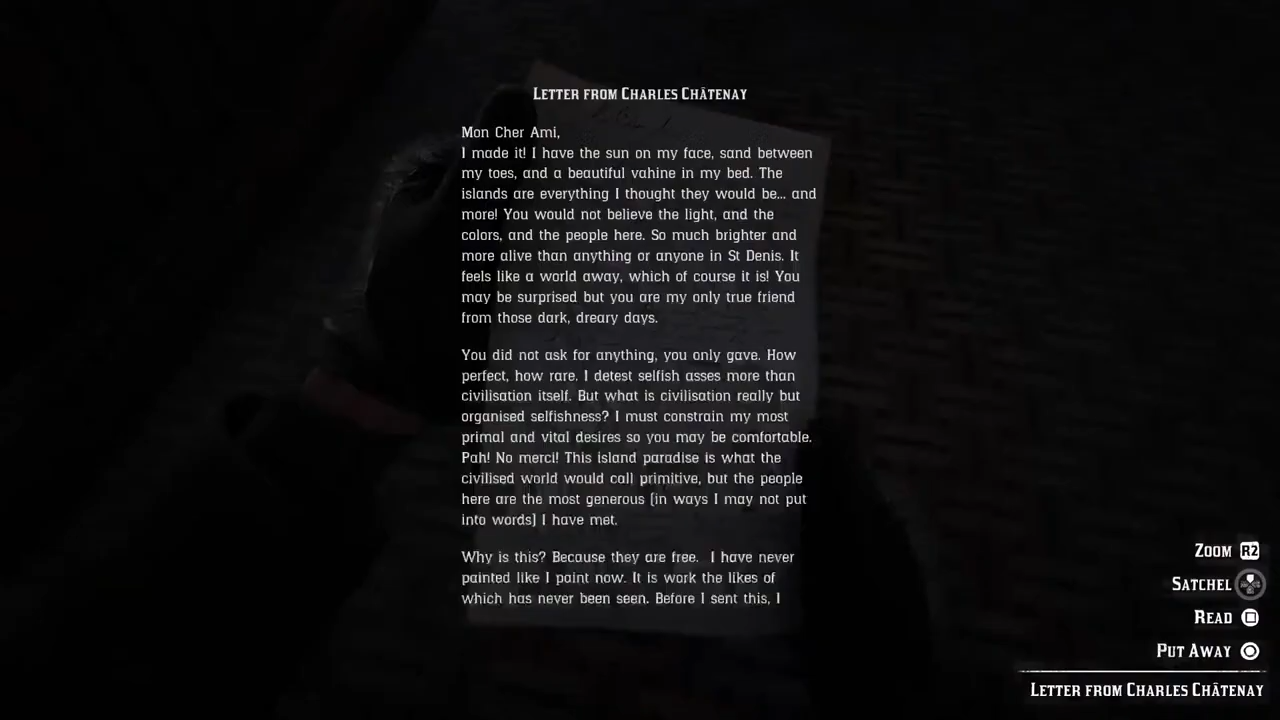 Letter from Charles Châtenay
Mon Cher Ami,
I made it! I have the sun on my face, sand between
my toes, and a beautiful vahine in my bed. The
islands are everything I thought they would be... and
more! You would not believe the light, and the
colors, and the people here. So much brighter and
more alive than anything or anyone in St Denis. It
feels like a world away, which of course it is! You
may be surprised but you are my only true friend
from those dark, dreary days.
You did not ask for anything, you only gave. How
perfect, how rare. I detest selfish asses more than
civilisation itself. But what is civilisation really but
organised selfishness? I must constrain my most
primal and vital desires so you may be comfortable.
Pah! No merci! This island paradise is what the
civilised world would call primitive, but the people
here are the most generous (in ways I may not put
into words) I have met.
Why is this? Because they are free.  I have never
painted like I paint now. It is work the likes of
which has never been seen. Before I sent this, I
Zoom R2
Satchel
Read
Put Away
Letter from Charles Châtenay